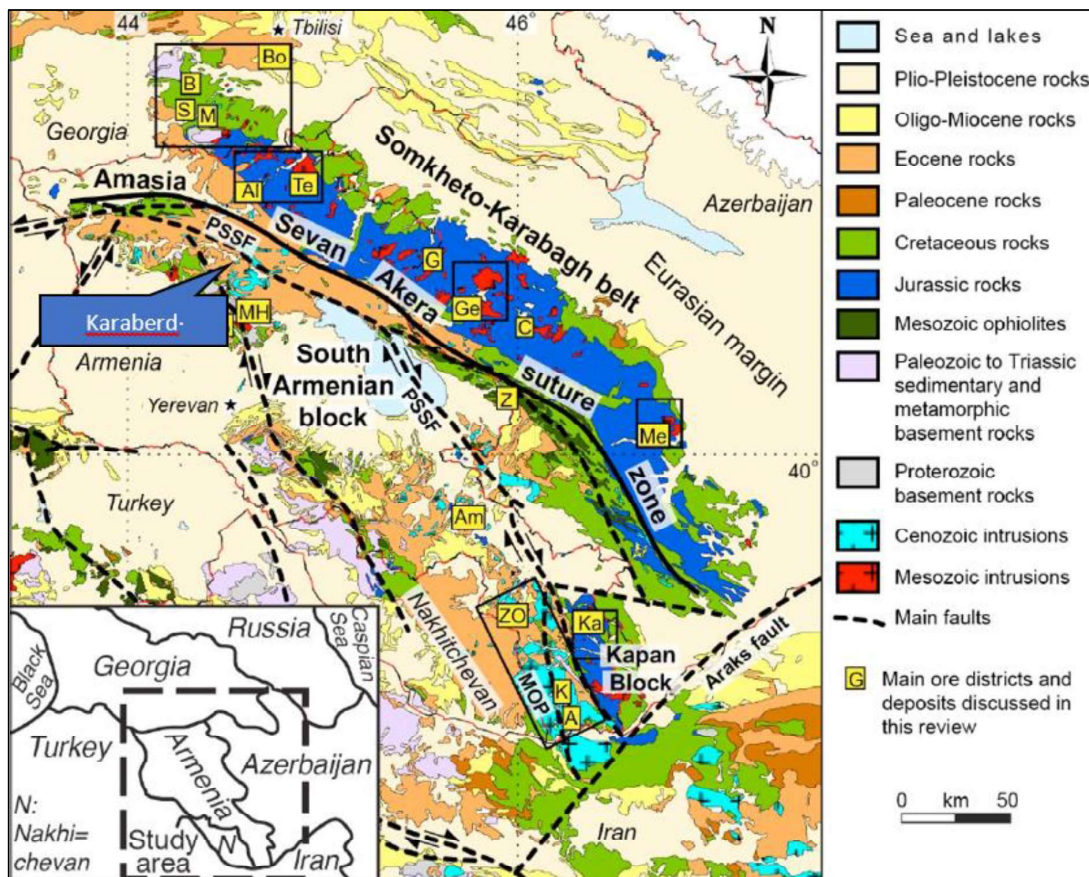 44
Tbilisi
46
N
Bo
B
S
M
Georgia
Amasia
Al
Te
Somkheto-Karabagh belt
Azerbaijan
PSSF
Sevan
G
Akera
Eurasian margin
Karaberd-
MH
Ge
C
Armenia
South
Armenian
block
suture
PSSF
Z
Yerevan
Me
zone
40°
Turkey
Am
Nakhitchevan
ZO
Ka
Kapan
Block
Araks fault
MOP
K
A
Iran
Black
Sea
Russia
Caspian
Sea
Georgia
Turkey
Armenia
Azerbaijan
N:
Nakhi=
chevan
Study
area
N
Iran
Sea and lakes
Plio-Pleistocene rocks
Oligo-Miocene rocks
Eocene rocks
Paleocene rocks
Cretaceous rocks
Jurassic rocks
Mesozoic ophiolites
Paleozoic to Triassic
sedimentary and
metamorphic
basement rocks
Proterozoic
basement rocks
Cenozoic intrusions
Mesozoic intrusions
Main faults
G
Main ore districts and
deposits discussed in
this review
0 km 50